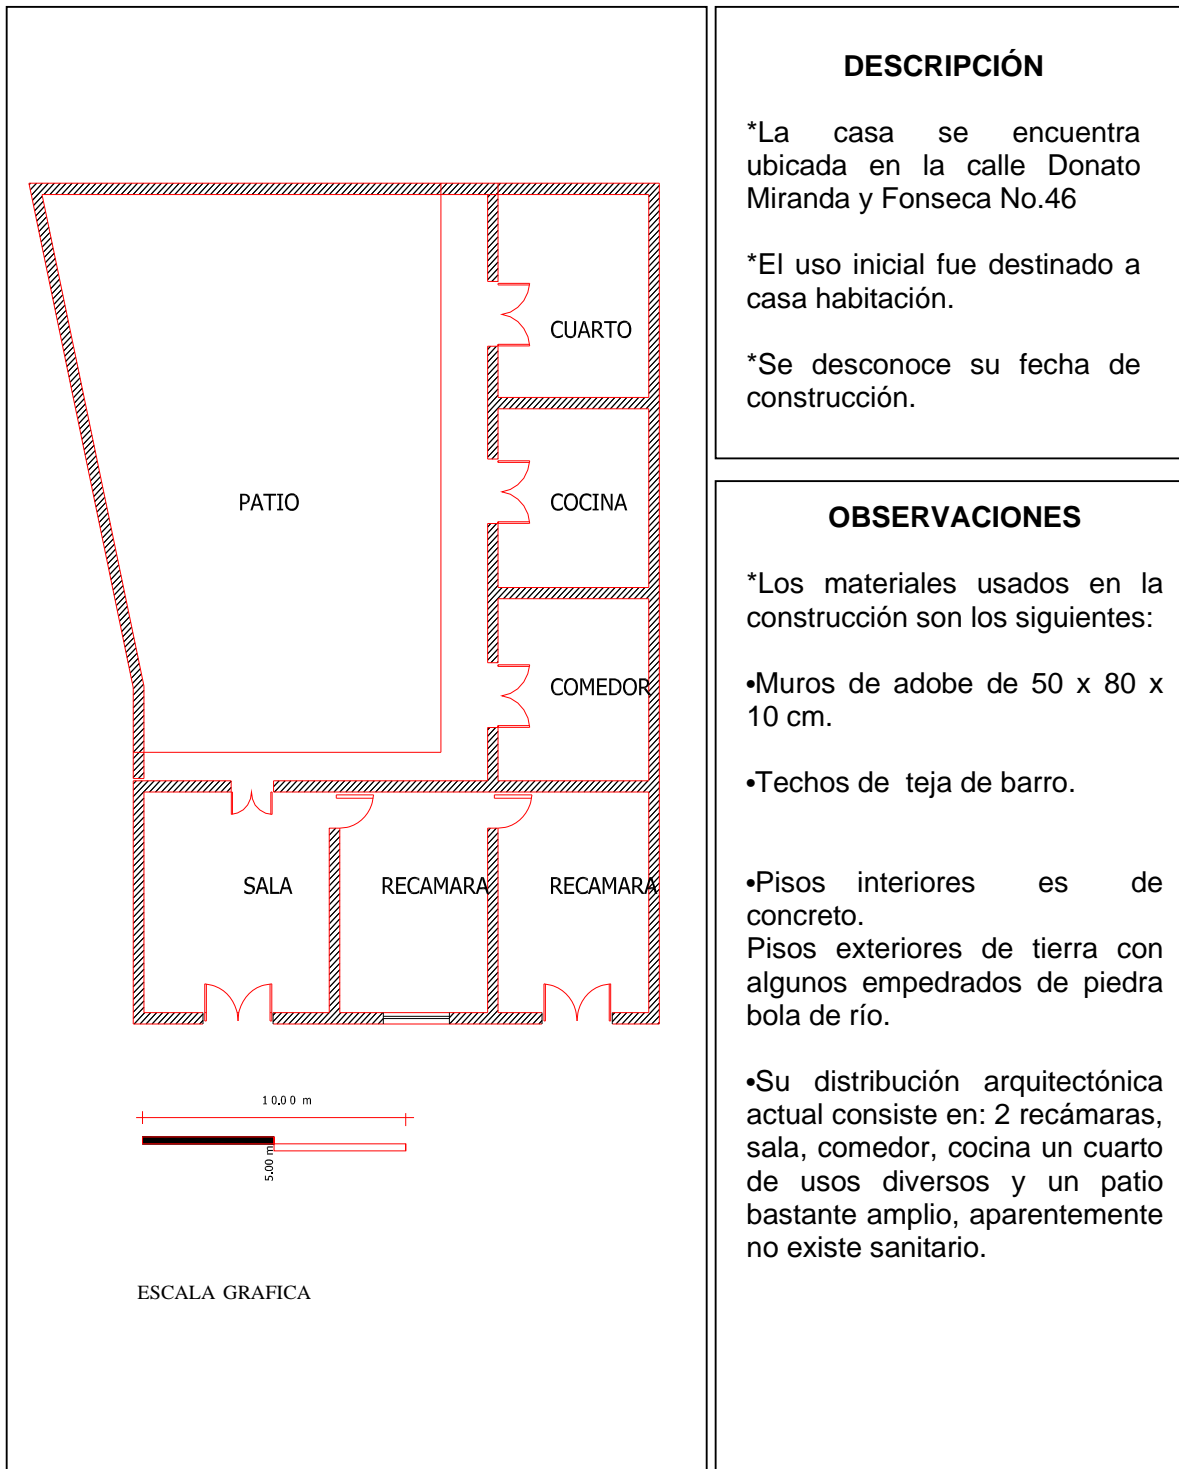 CUARTO
PATIO
COCINA
COMEDOR
SALA
RECAMARA
RECAMARA
10.00 m
5.00 m
ESCALA GRAFICA
DESCRIPCIÓN
*La casa se encuentra
ubicada en la calle Donato
Miranda y Fonseca No.46
*El uso inicial fue destinado a
casa habitación.
*Se desconoce su fecha de
construcción.
OBSERVACIONES
*Los materiales usados en la
construcción son los siguientes:
•Muros de adobe de 50 x 80 x
10 cm.
•Techos de teja de barro.
•Pisos interiores es de
concreto.
Pisos exteriores de tierra con
algunos empedrados de piedra
bola de río.
•Su distribución arquitectónica
actual consiste en: 2 recámaras,
sala, comedor, cocina un cuarto
de usos diversos y un patio
bastante amplio, aparentemente
no existe sanitario.